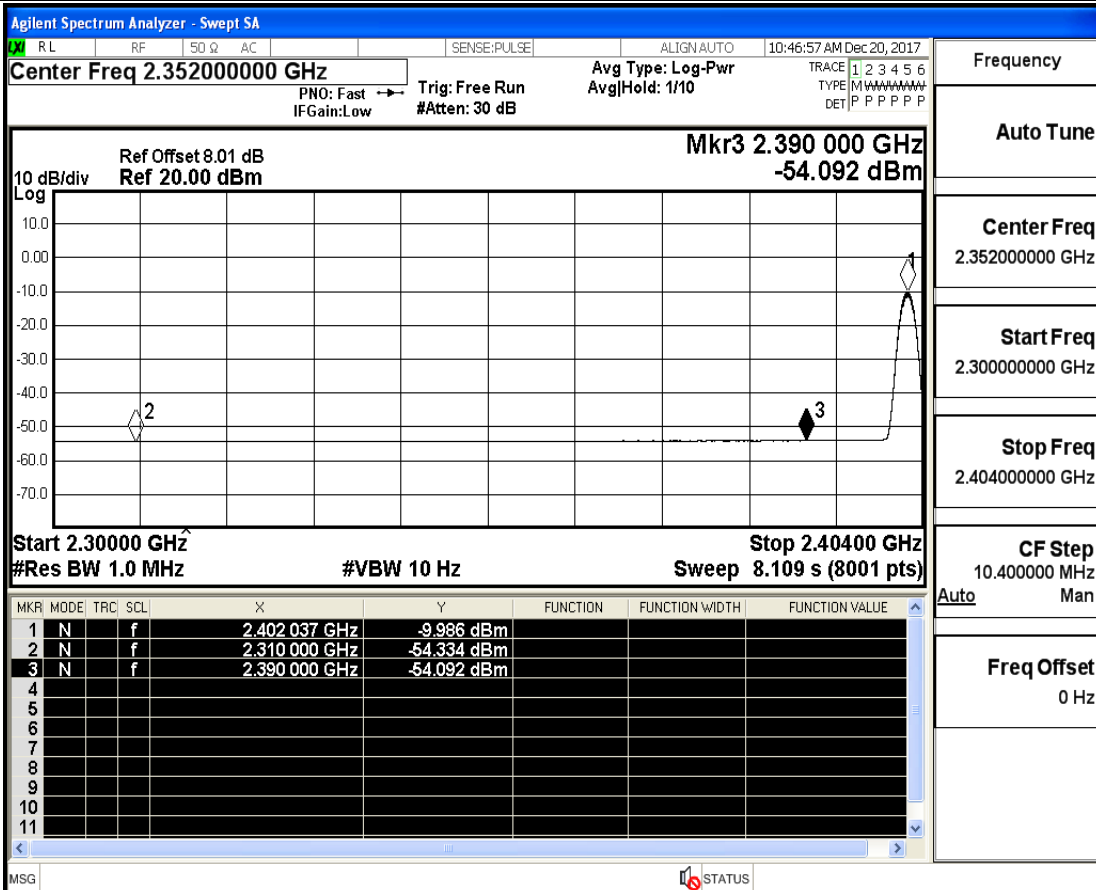 Agilent Spectrum Analyzer - Swept SA
LXI RL RF 50 Ω AC SENSE:PULSE ALIGN AUTO 10:46:57 AM Dec 20, 2017
Center Freq 2.352000000 GHz
PNO: Fast
IFGain:Low
Trig: Free Run
#Atten: 30 dB
Avg Type: Log-Pwr
Avg|Hold: 1/10
TRACE 1 2 3 4 5 6
TYPE M
DET P P P P P P
Ref Offset 8.01 dB
Ref 20.00 dBm
10 dB/div
Log
Mkr3 2.390 000 GHz
-54.092 dBm
10.0
0.00
-10.0
-20.0
-30.0
-40.0
-50.0
-60.0
-70.0
1
2
3
Start 2.30000 GHz
Stop 2.40400 GHz
#Res BW 1.0 MHz #VBW 10 Hz Sweep 8.109 s (8001 pts)
MKR MODE TRC SCL X Y FUNCTION FUNCTION WIDTH FUNCTION VALUE
1 N f 2.402 037 GHz -9.986 dBm
2 N f 2.310 000 GHz -54.334 dBm
3 N f 2.390 000 GHz -54.092 dBm
4
5
6
7
8
9
10
11
MSG STATUS
Frequency
Auto Tune
Center Freq
2.352000000 GHz
Start Freq
2.300000000 GHz
Stop Freq
2.404000000 GHz
CF Step
10.400000 MHz
Auto Man
Freq Offset
0 Hz